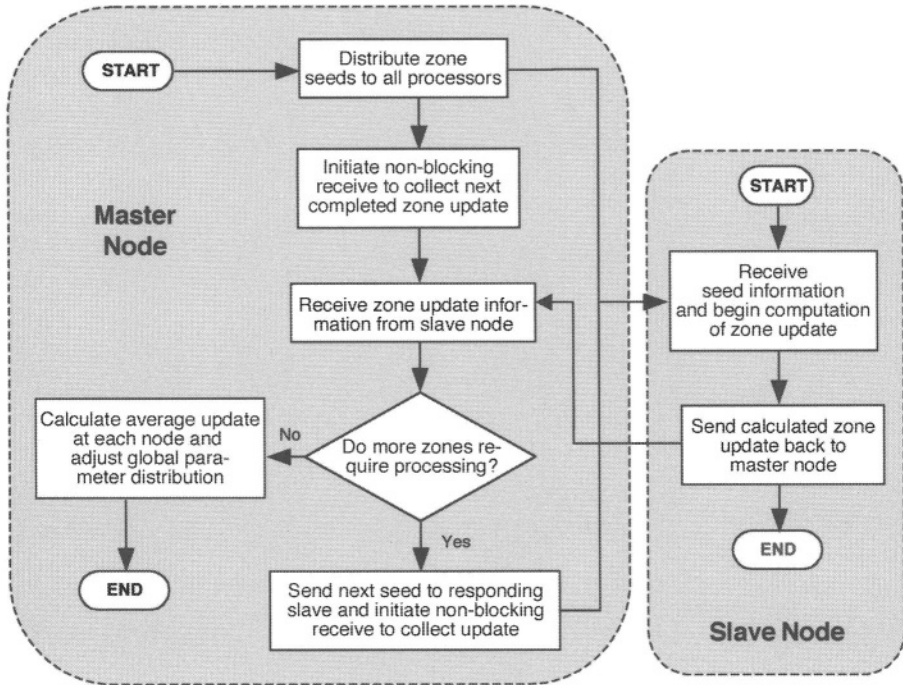 START
Distribute zone
seeds to all processors
Initiate non-blocking
receive to collect next
completed zone update
Master
Node
Receive zone update infor-
mation from slave node
Do more zones re-
quire processing?
No
Calculate average update
at each node and
adjust global para-
meter distribution
END
Yes
Send next seed to responding
slave and initiate non-blocking
receive to collect update
START
Receive
seed information
and begin computation
of zone update
Send calculated zone
update back to
master node
END
Slave Node